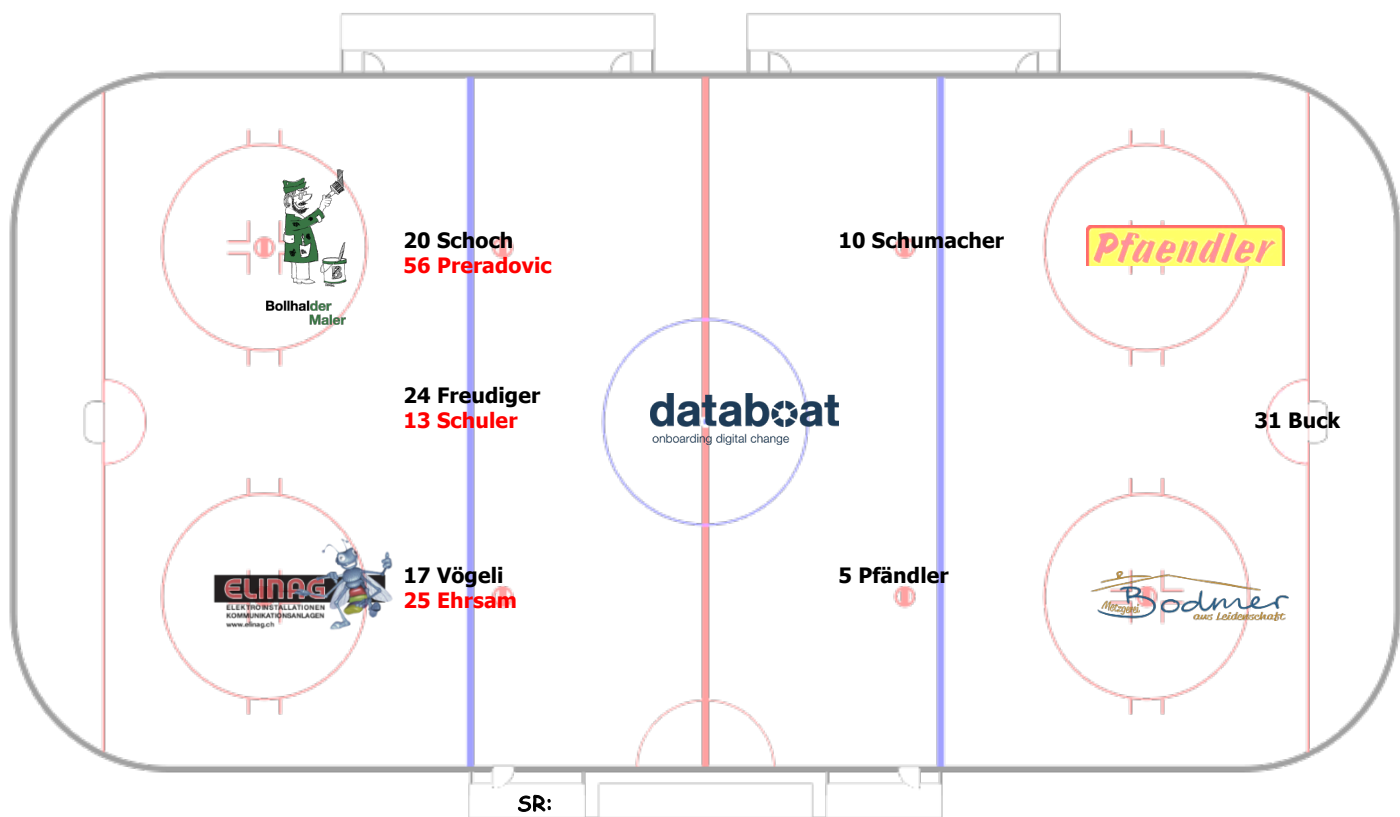 20 Schoch
56 Preradovic
10 Schumacher
Pfaendler
Bollhalder
Maler
B
24 Freudiger
13 Schuler
databoat
onboarding digital change
31 Buck
17 Vögeli
25 Ehrsam
5 Pfändler
ELINAG
ELEKTROINSTALLATIONEN
KOMMUNIKATIONSANLAGEN
www.elinag.ch
Metzgerei
Bodmer
aus Leidenschaft
SR: